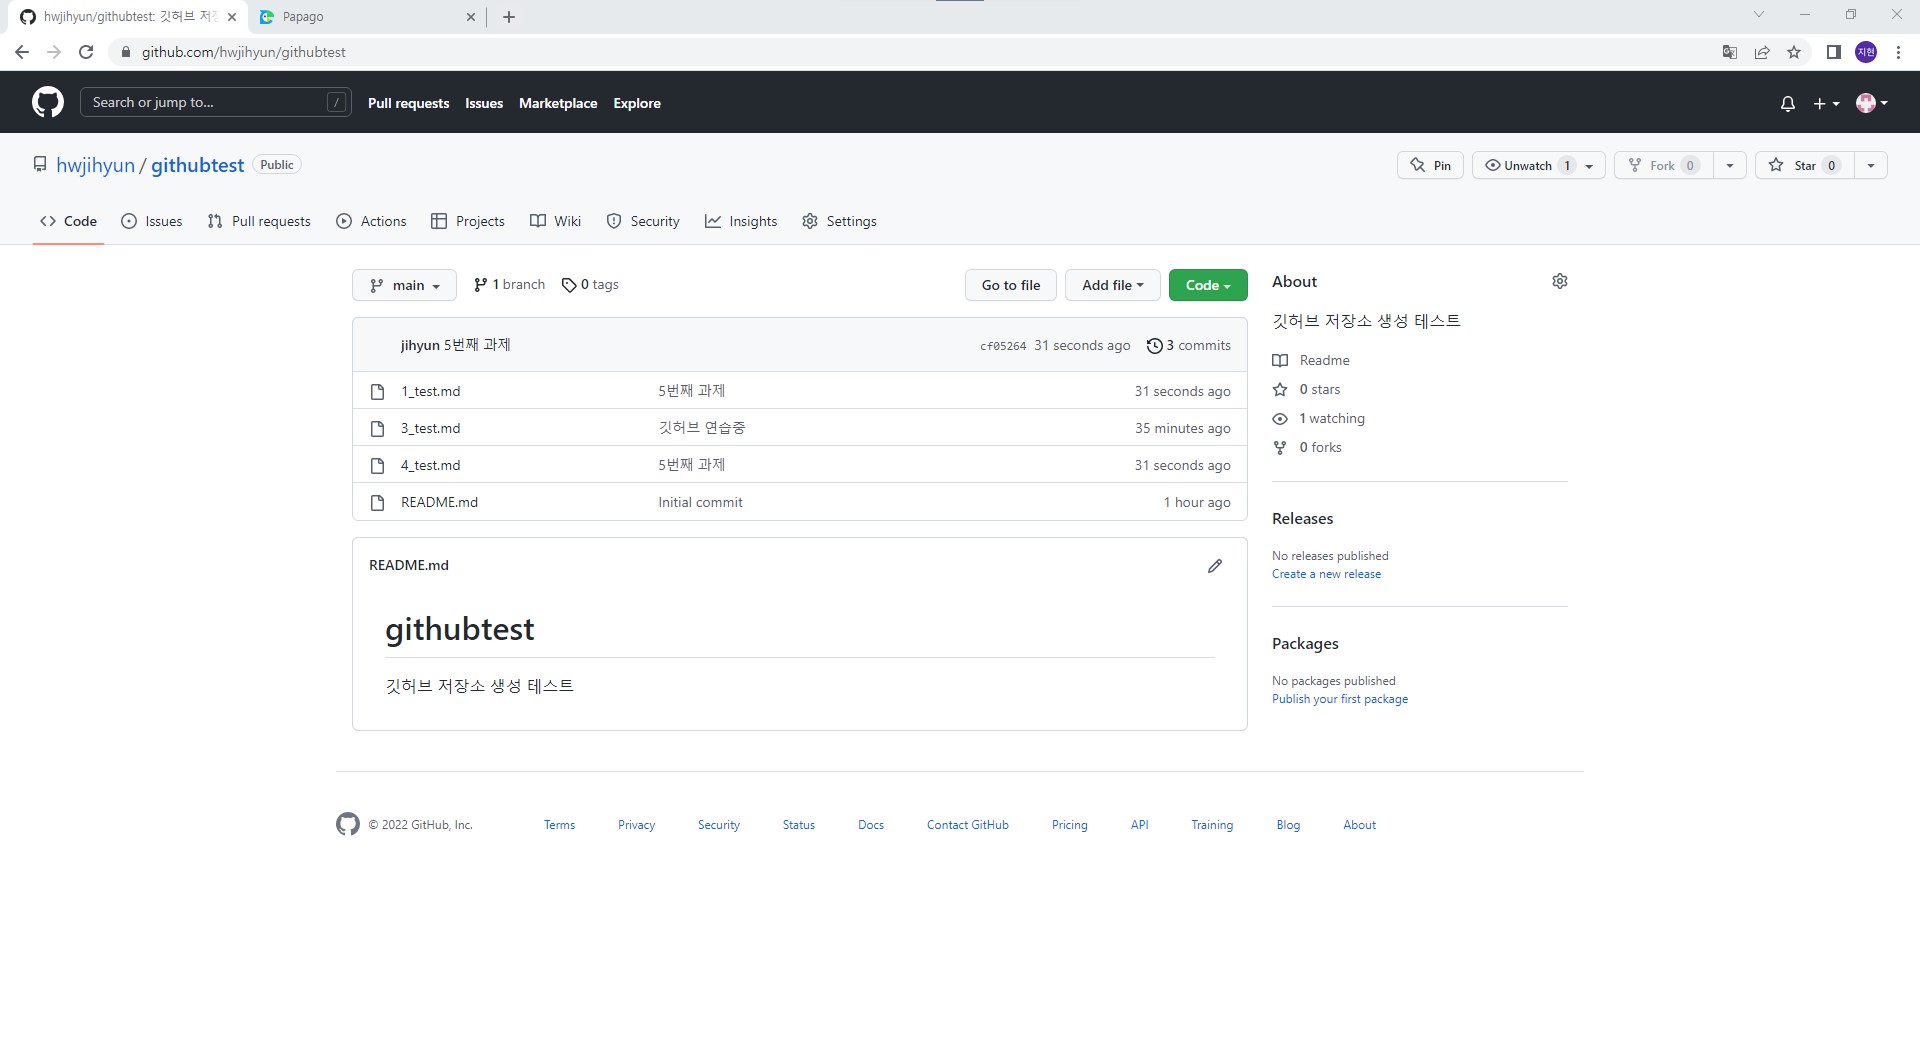 hwjihyun/githubtest: 깃허브 저장
Papago
github.com/hwjihyun/githubtest
지현
Search or jump to... /
Pull requests Issues Marketplace Explore
hwjihyun / githubtest Public
Pin Unwatch 1 Fork 0 Star 0
Code Issues Pull requests Actions Projects Wiki Security Insights Settings
main 1 branch 0 tags Go to file Add file Code
jihyun 5번째 과제 cf05264 31 seconds ago 3 commits
1_test.md 5번째 과제 31 seconds ago
3_test.md 깃허브 연습중 35 minutes ago
4_test.md 5번째 과제 31 seconds ago
README.md Initial commit 1 hour ago
README.md
githubtest
깃허브 저장소 생성 테스트
About
깃허브 저장소 생성 테스트
Readme
0 stars
1 watching
0 forks
Releases
No releases published
Create a new release
Packages
No packages published
Publish your first package
© 2022 GitHub, Inc. Terms Privacy Security Status Docs Contact GitHub Pricing API Training Blog About